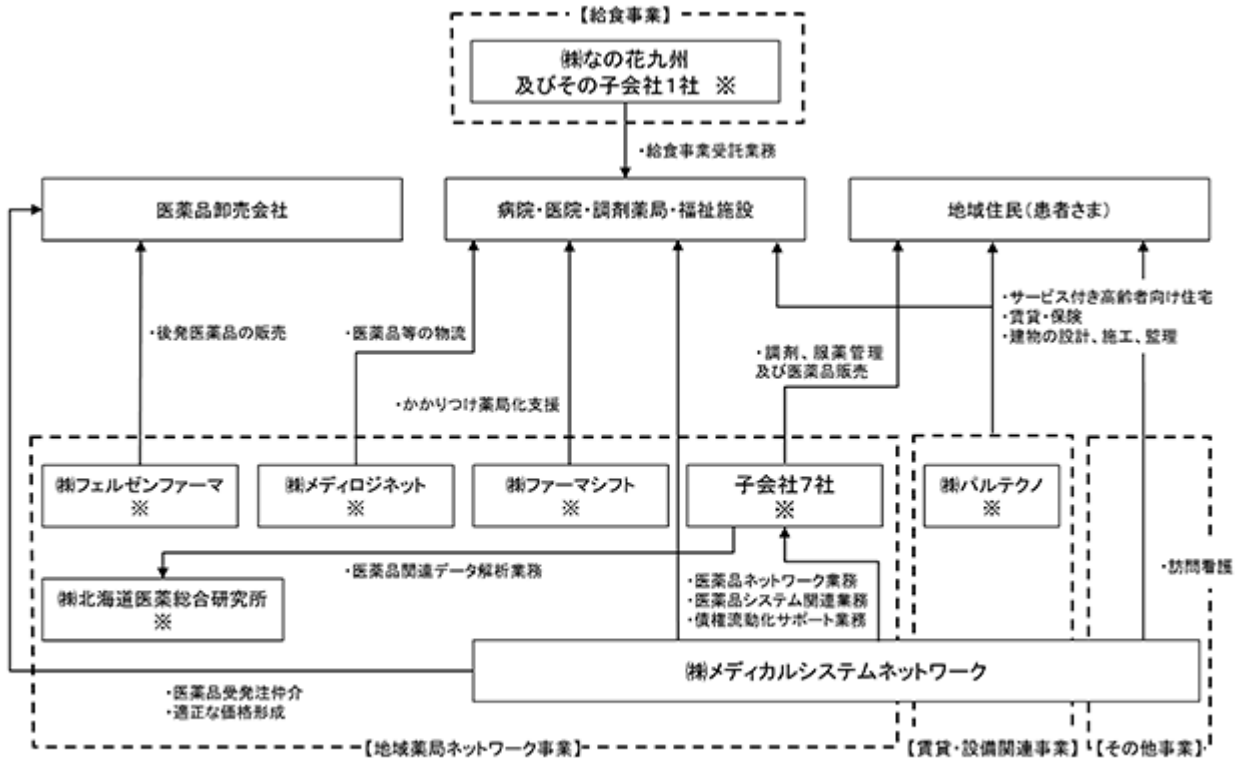 【給食事業】
㈱なの花九州
及びその子会社1社 ※
・給食事業受託業務
医薬品卸売会社
病院・医院・調剤薬局・福祉施設
地域住民(患者さま)
・後発医薬品の販売
・医薬品等の物流
・サービス付き高齢者向け住宅
・賃貸・保険
・建物の設計、施工、監理
・調剤、服薬管理
及び医薬品販売
・かかりつけ薬局化支援
㈱フェルゼンファーマ
※
㈱メディロジネット
※
㈱ファーマシフト
※
子会社7社
※
㈱パルテクノ
※
・医薬品関連データ解析業務
・訪問看護
㈱北海道医薬総合研究所
※
・医薬品ネットワーク業務
・医薬品システム関連業務
・債権流動化サポート業務
㈱メディカルシステムネットワーク
・医薬品受発注仲介
・適正な価格形成
【地域薬局ネットワーク事業】
【賃貸・設備関連事業】
【その他事業】